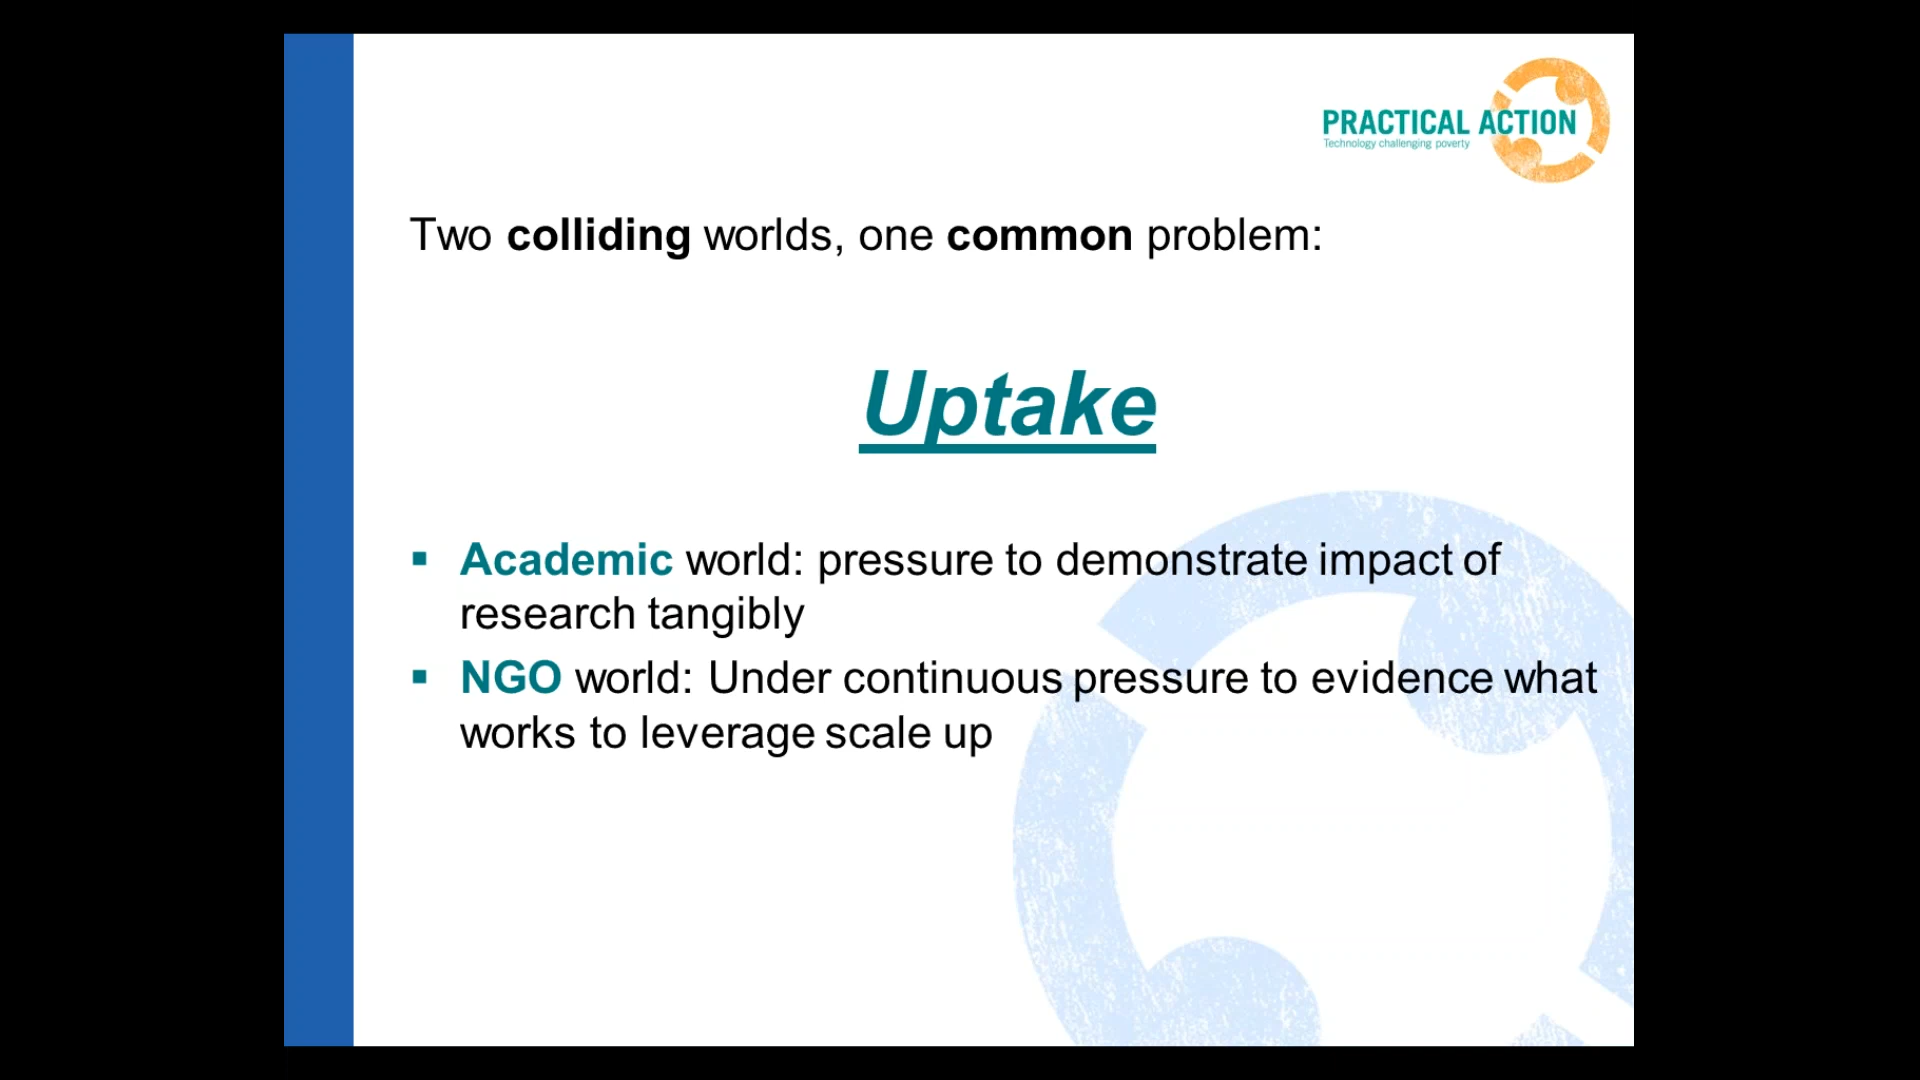 PRACTICAL ACTION
Technology challenging poverty
Two colliding worlds, one common problem:
Uptake
▪ Academic world: pressure to demonstrate impact of
research tangibly
▪ NGO world: Under continuous pressure to evidence what
works to leverage scale up